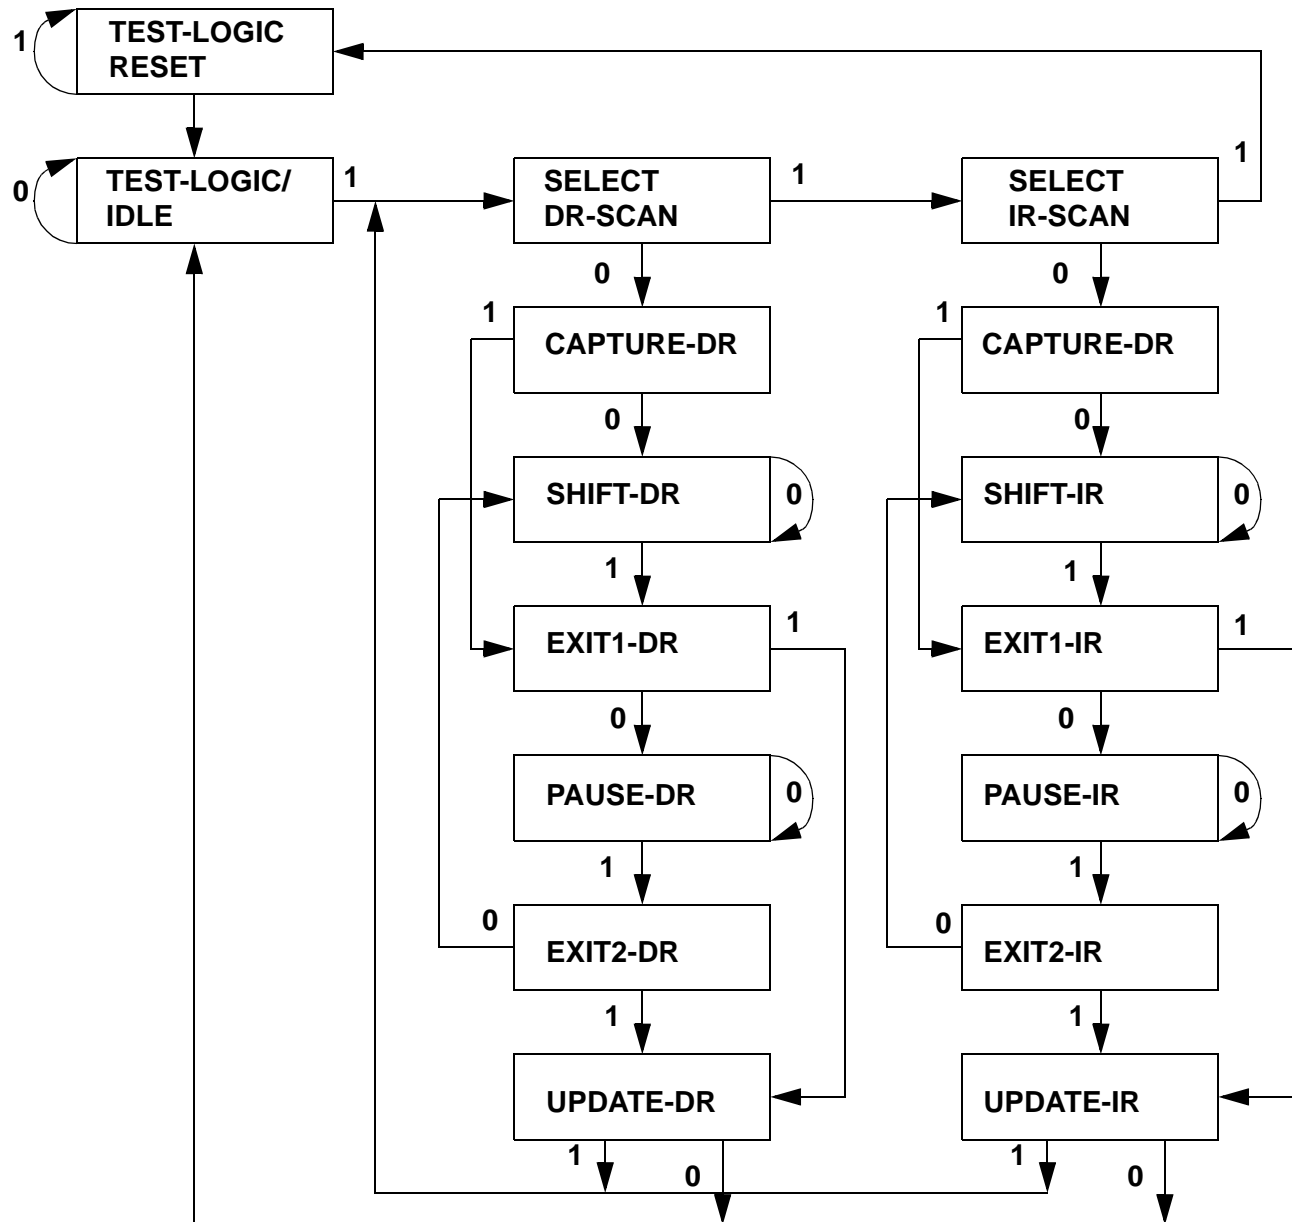 1
TEST-LOGIC
RESET
0
TEST-LOGIC/
IDLE
1
SELECT
DR-SCAN
1
SELECT
IR-SCAN
1
0
0
1
CAPTURE-DR
1
CAPTURE-DR
0
0
SHIFT-DR
0
SHIFT-IR
0
1
1
EXIT1-DR
1
EXIT1-IR
1
0
0
PAUSE-DR
0
PAUSE-IR
0
1
1
0
EXIT2-DR
0
EXIT2-IR
1
1
UPDATE-DR
UPDATE-IR
1
0
1
0